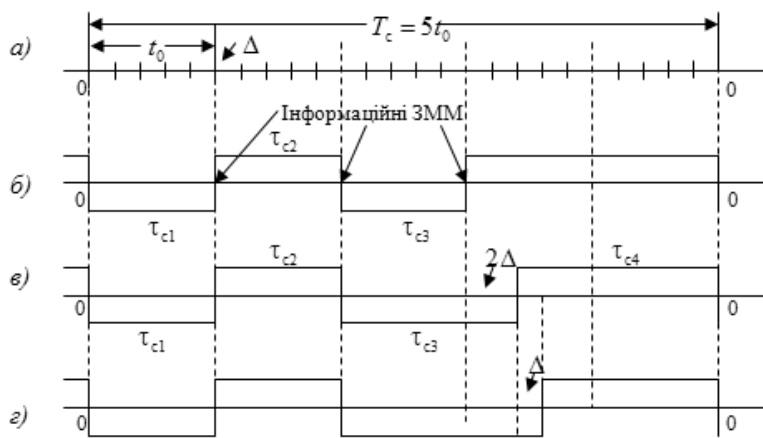 а)
T_c = 5t_0
t_0
Δ
0
0
Інформаційні ЗММ
б)
τ_c2
0
0
τ_c1
τ_c3
в)
τ_c2
2Δ
τ_c4
0
0
τ_c1
τ_c3
г)
Δ
0
0